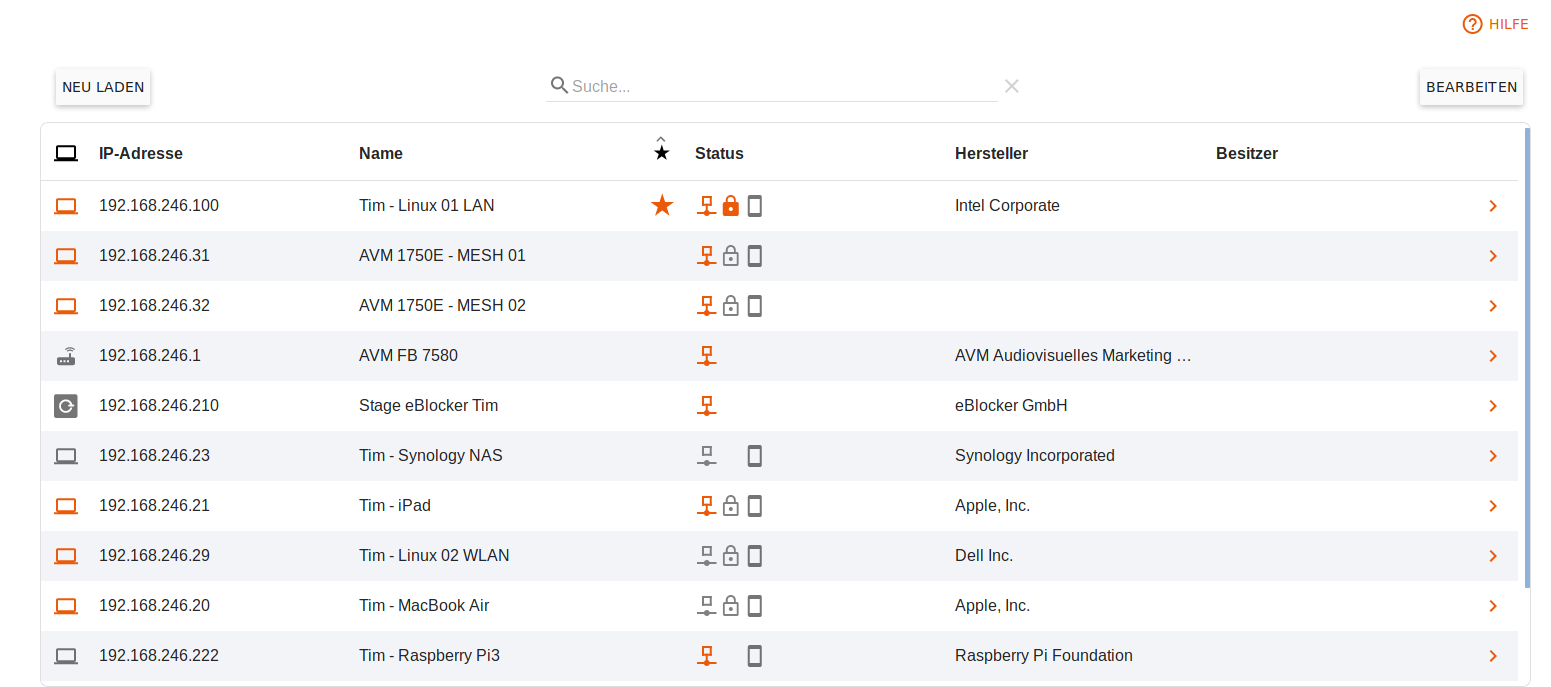 HILFE
NEU LADEN
Suche...
BEARBEITEN
IP-Adresse Name Status Hersteller Besitzer
192.168.246.100 Tim - Linux 01 LAN Intel Corporate
192.168.246.31 AVM 1750E - MESH 01
192.168.246.32 AVM 1750E - MESH 02
192.168.246.1 AVM FB 7580 AVM Audiovisuelles Marketing …
192.168.246.210 Stage eBlocker Tim eBlocker GmbH
192.168.246.23 Tim - Synology NAS Synology Incorporated
192.168.246.21 Tim - iPad Apple, Inc.
192.168.246.29 Tim - Linux 02 WLAN Dell Inc.
192.168.246.20 Tim - MacBook Air Apple, Inc.
192.168.246.222 Tim - Raspberry Pi3 Raspberry Pi Foundation